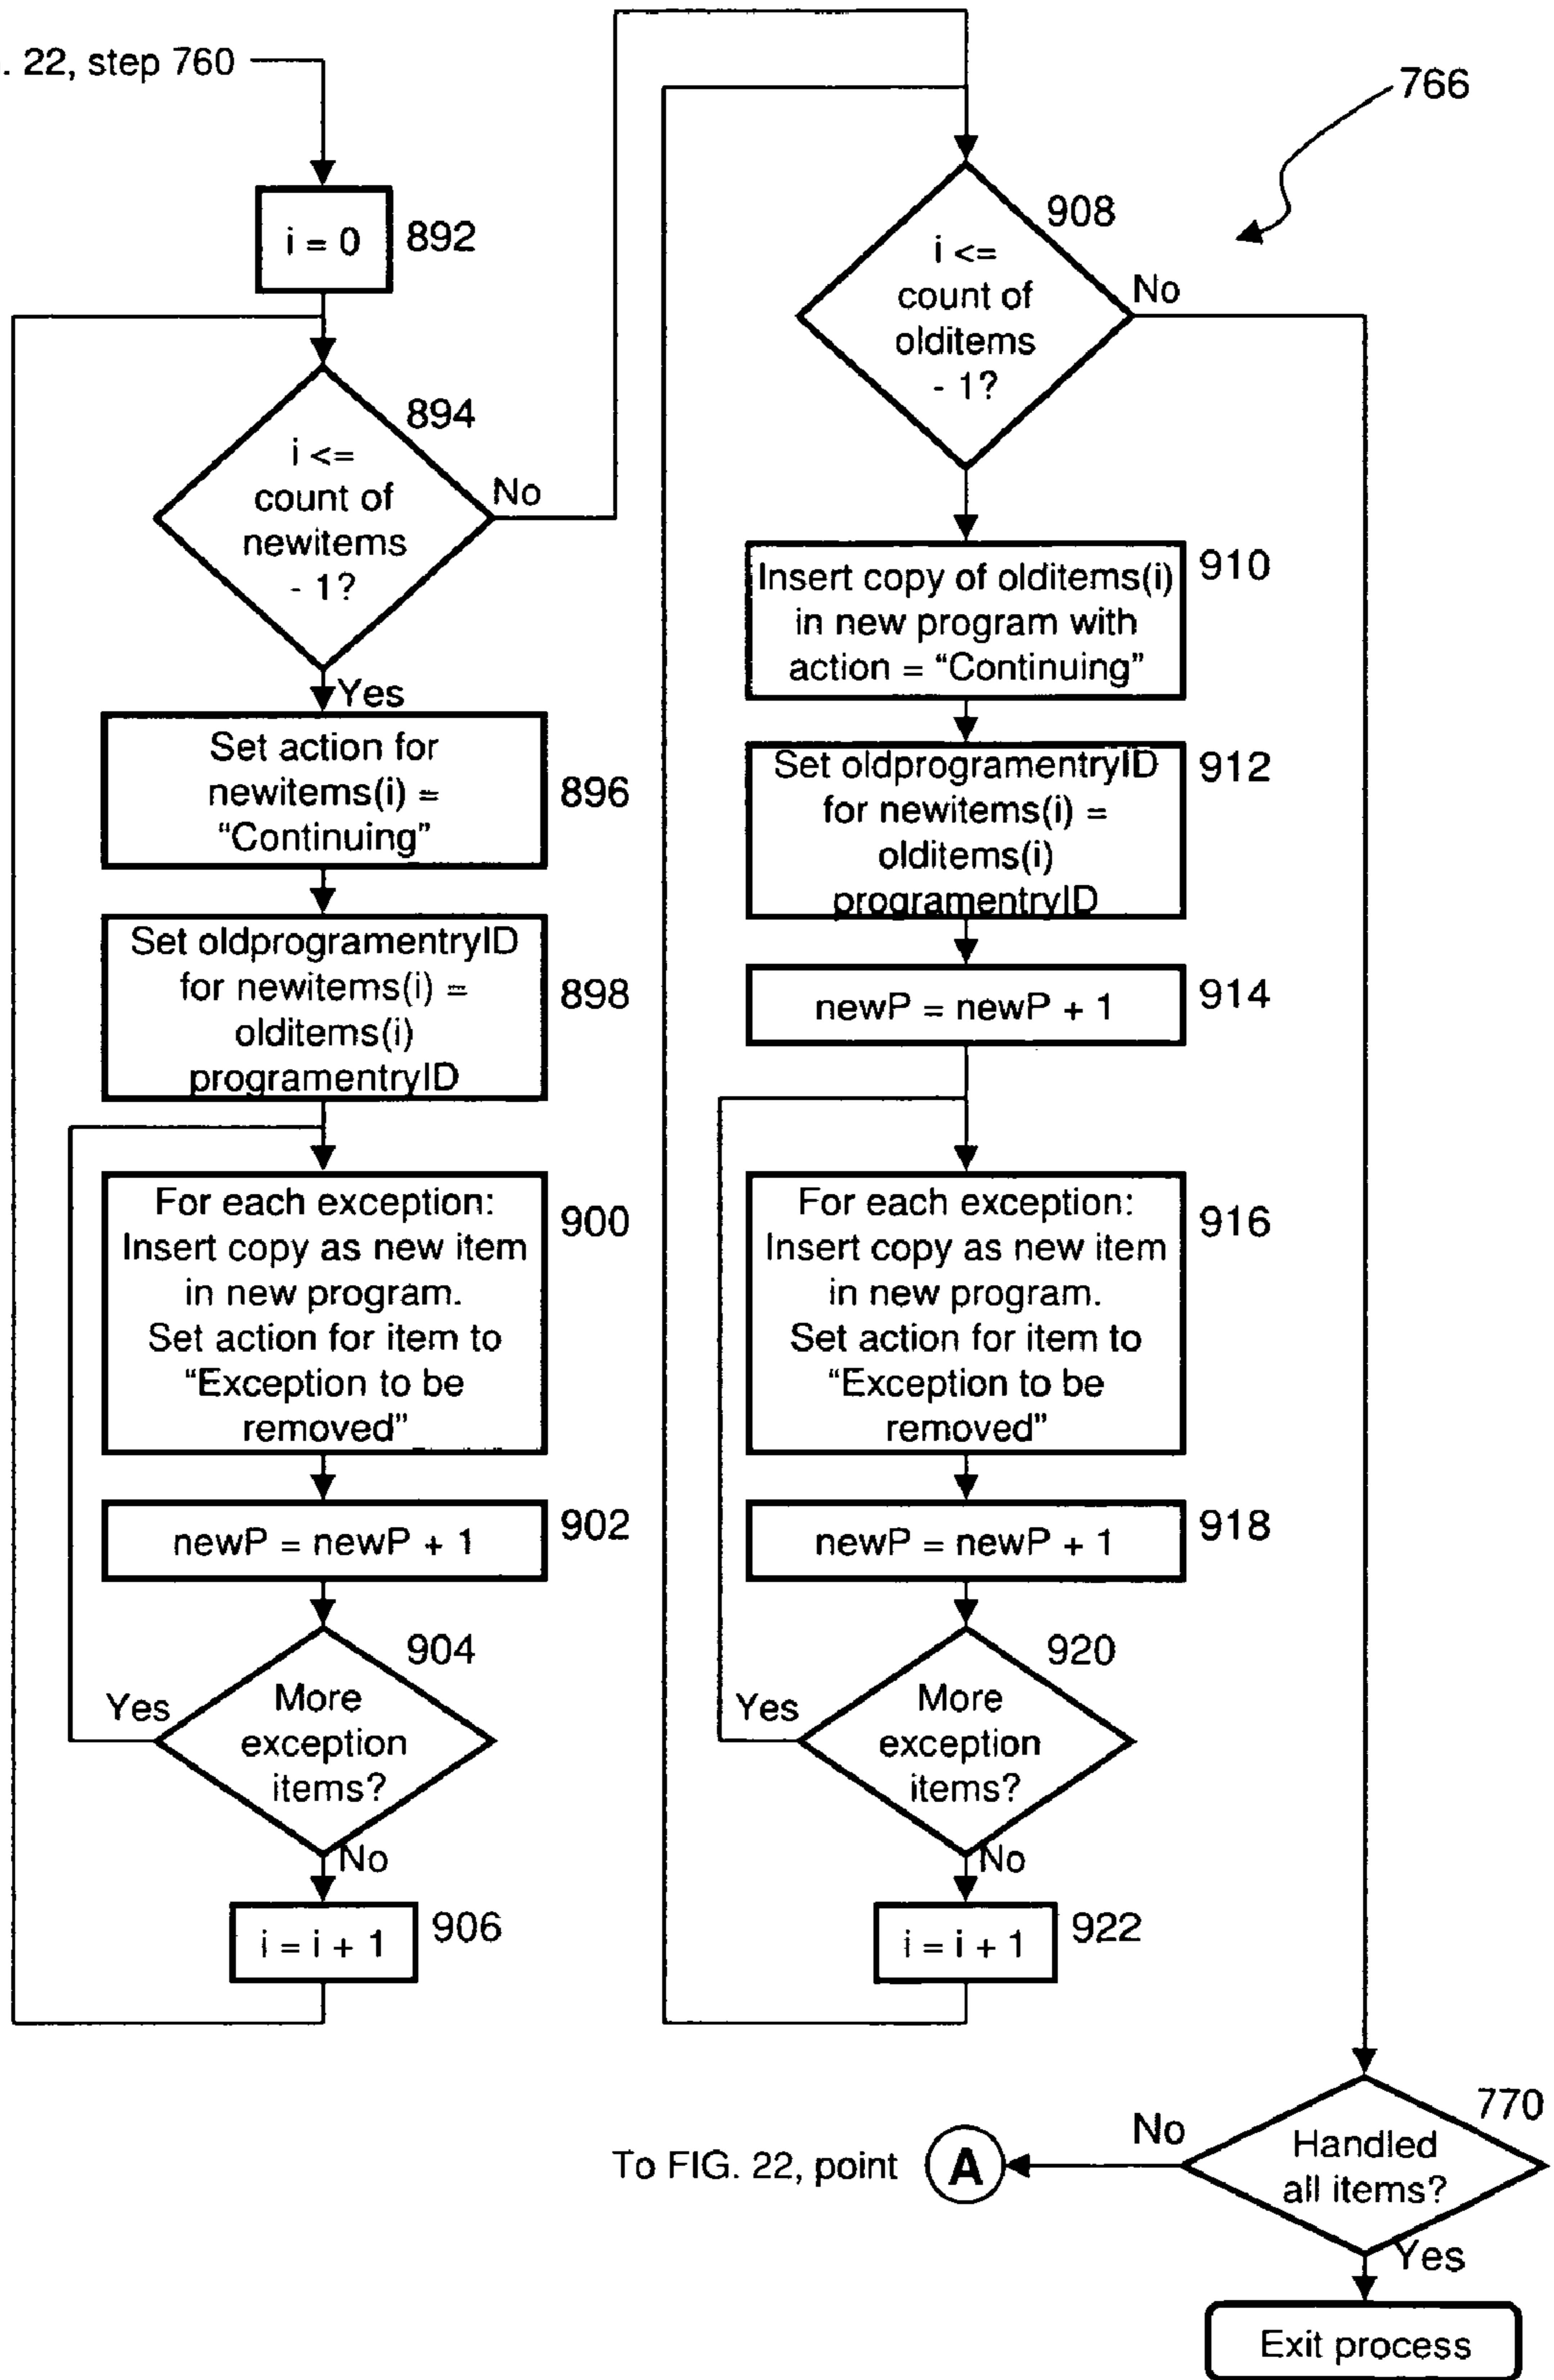 . 22, step 760
i = 0
892
894
i <=
count of
newitems
- 1?
No
Yes
Set action for
newitems(i) =
“Continuing”
896
Set oldprogramentryID
for newitems(i) =
olditems(i)
programentryID
898
For each exception:
Insert copy as new item
in new program.
Set action for item to
“Exception to be
removed”
900
newP = newP + 1
902
904
More
exception
items?
Yes
No
i = i + 1
906
766
908
i <=
count of
olditems
- 1?
No
Insert copy of olditems(i)
in new program with
action = “Continuing”
910
Set oldprogramentryID
for newitems(i) =
olditems(i)
programentryID
912
newP = newP + 1
914
For each exception:
Insert copy as new item
in new program.
Set action for item to
“Exception to be
removed”
916
newP = newP + 1
918
920
More
exception
items?
Yes
No
i = i + 1
922
770
Handled
all items?
No
To FIG. 22, point
A
Yes
Exit process